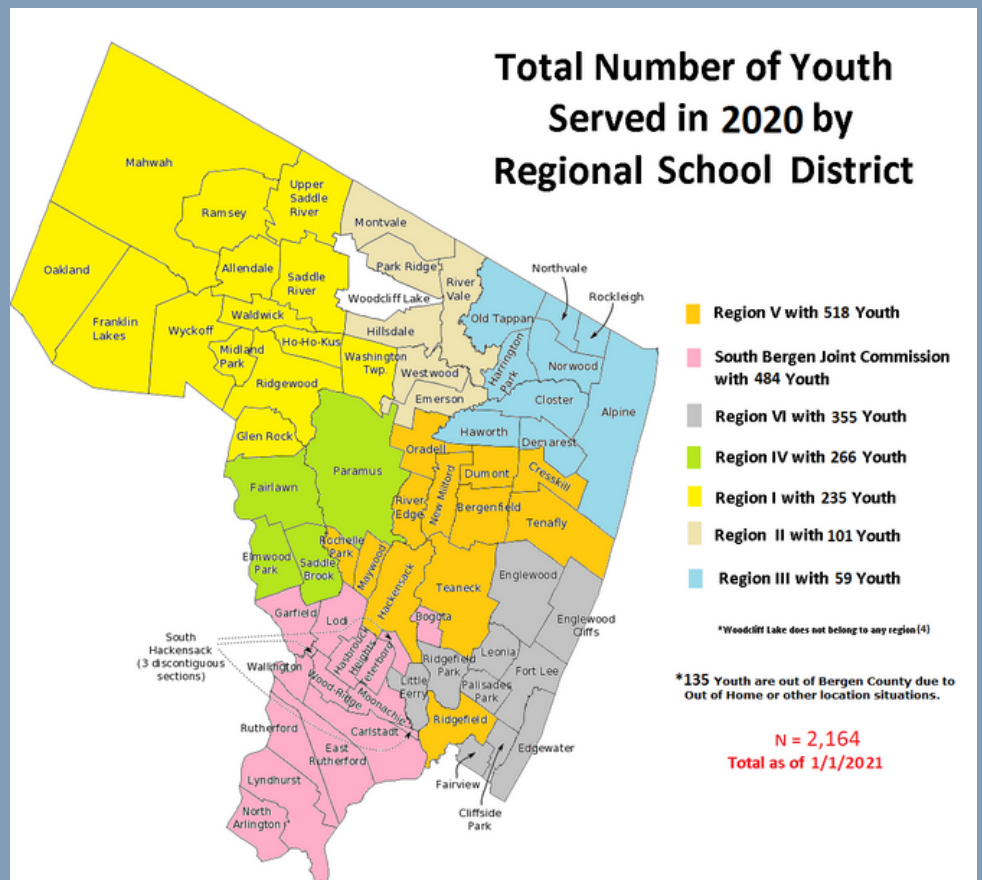 Total Number of Youth
Served in 2020 by
Regional School District
Mahwah
Upper
Saddle
River
Ramsey
Montvale
Oakland
Allendale
Saddle
River
Park Ridge
River
Vale
Northvale
Rockleigh
Woodcliff Lake
Franklin
Lakes
Wyckoff
Waldwick
Old Tappan
Hillsdale
Ho-Ho-Kus
Midland
Park
Washington
Twp.
Westwood
Harrington
Park
Norwood
Ridgewood
Emerson
Closter
Alpine
Glen Rock
Haworth
Demarest
Oradell
Paramus
Dumont
Cresskill
New Milford
Fairlawn
River
Edge
Bergenfield
Tenafly
Rochelle
Park
Elmwood
Park
Saddle
Brook
Maywood
Hackensack
Teaneck
Englewood
Garfield
Lodi
Bogota
Englewood
Cliffs
South
Hackensack
(3 discontiguous
sections)
Hasbrouck
Heights
Teterboro
Leonia
Wallington
Ridgefield
Park
Fort Lee
Wood-Ridge
Little
Ferry
Palisades
Park
Moonachie
Rutherford
Carlstadt
Ridgefield
East
Rutherford
Edgewater
Lyndhurst
Fairview
North
Arlington
Cliffside
Park
Region V with 518 Youth
South Bergen Joint Commission
with 484 Youth
Region VI with 355 Youth
Region IV with 266 Youth
Region I with 235 Youth
Region II with 101 Youth
Region III with 59 Youth
*Woodcliff Lake does not belong to any region (4)
*135 Youth are out of Bergen County due to
Out of Home or other location situations.
N = 2,164
Total as of 1/1/2021